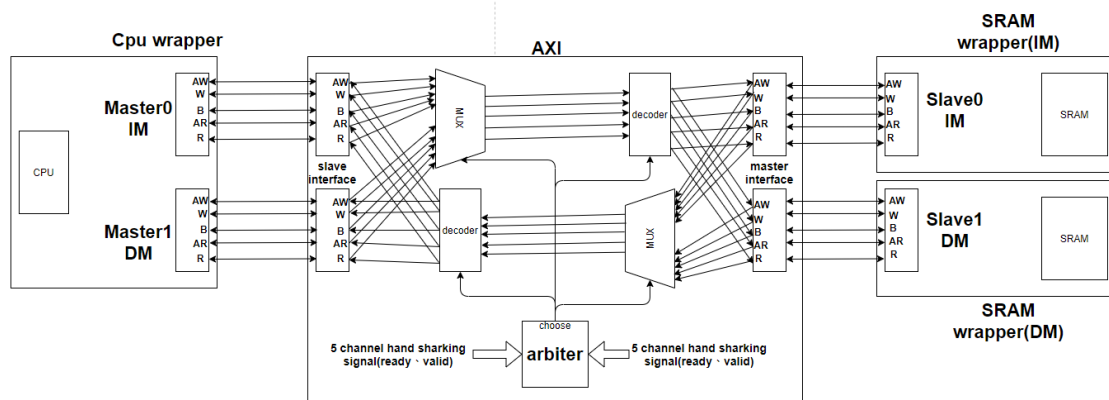 Cpu wrapper
AXI
SRAM
wrapper(IM)
CPU
Master0
IM
AW
W
B
AR
R
Master1
DM
AW
W
B
AR
R
AW
W
B
AR
R
slave
interface
AW
W
B
AR
R
MUX
decoder
decoder
MUX
AW
W
B
AR
R
master
interface
AW
W
B
AR
R
AW
W
B
AR
R
Slave0
IM
SRAM
AW
W
B
AR
R
Slave1
DM
SRAM
SRAM
wrapper(DM)
choose
arbiter
5 channel hand sharking
signal(ready、valid)
5 channel hand sharking
signal(ready、valid)